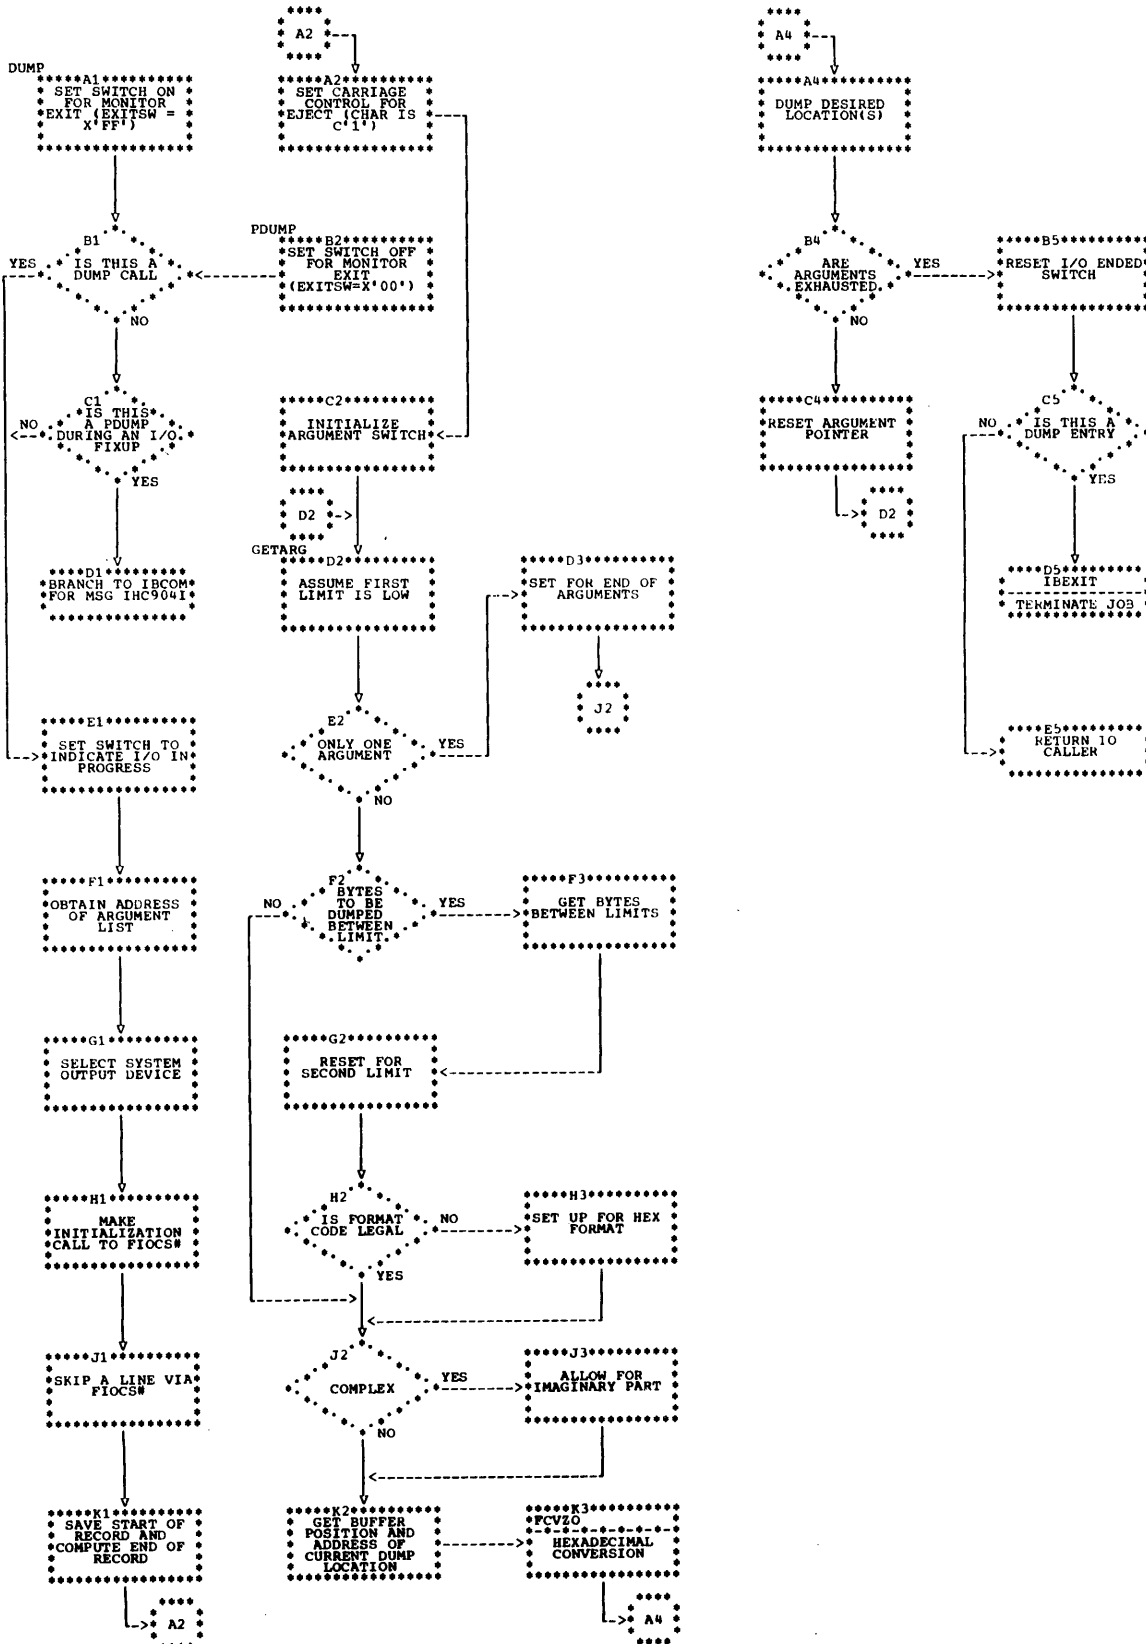 DUMP
A1
SET SWITCH ON
FOR MONITOR
EXIT (EXITSW =
X'FF')
B1
IS THIS A
DUMP CALL
YES
NO
C1
IS THIS
A PDUMP
DURING AN I/O
FIXUP
NO
YES
D1
BRANCH TO IBCOM
FOR MSG IHC904I
E1
SET SWITCH TO
INDICATE I/O IN
PROGRESS
F1
OBTAIN ADDRESS
OF ARGUMENT
LIST
G1
SELECT SYSTEM
OUTPUT DEVICE
H1
MAKE
INITIALIZATION
CALL TO FIOCS#
J1
SKIP A LINE VIA
FIOCS#
K1
SAVE START OF
RECORD AND
COMPUTE END OF
RECORD
A2
A2
A2
SET CARRIAGE
CONTROL FOR
EJECT (CHAR IS
C'1')
PDUMP
B2
SET SWITCH OFF
FOR MONITOR
EXIT
(EXITSW=X'00')
C2
INITIALIZE
ARGUMENT SWITCH
D2
GETARG
D2
ASSUME FIRST
LIMIT IS LOW
E2
ONLY ONE
ARGUMENT
YES
NO
F2
BYTES
TO BE
DUMPED
BETWEEN
LIMIT
NO
YES
G2
RESET FOR
SECOND LIMIT
H2
IS FORMAT
CODE LEGAL
NO
YES
J2
COMPLEX
YES
NO
K2
GET BUFFER
POSITION AND
ADDRESS OF
CURRENT DUMP
LOCATION
D3
SET FOR END OF
ARGUMENTS
J2
F3
GET BYTES
BETWEEN LIMITS
H3
SET UP FOR HEX
FORMAT
J3
ALLOW FOR
IMAGINARY PART
K3
FCVZO
HEXADECIMAL
CONVERSION
A4
A4
A4
DUMP DESIRED
LOCATION(S)
B4
ARE
ARGUMENTS
EXHAUSTED
YES
NO
C4
RESET ARGUMENT
POINTER
D2
B5
RESET I/O ENDED
SWITCH
C5
IS THIS A
DUMP ENTRY
NO
YES
D5
IBEXIT
TERMINATE JOB
E5
RETURN TO
CALLER